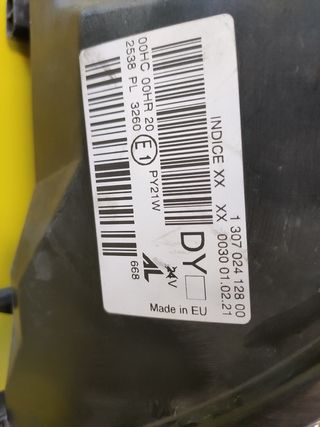 1 307 024 128 00
INDICE XX XX 0030 01.02.21
DY
00HC 00HR 20 E1 PY21W 24V
2538 PL 3260 AL 668
Made in EU